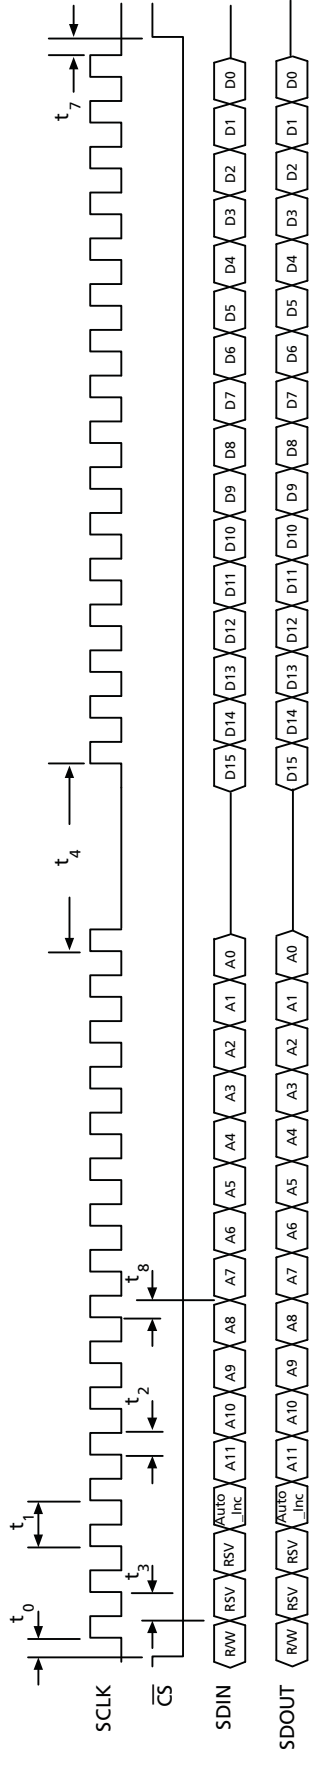 t0 t1 t2 t3 t8 t4 t7
SCLK
CS
SDIN R/W RSV RSV Auto_Inc A11 A10 A9 A8 A7 A6 A5 A4 A3 A2 A1 A0 D15 D14 D13 D12 D11 D10 D9 D8 D7 D6 D5 D4 D3 D2 D1 D0
SDOUT R/W RSV RSV Auto_Inc A11 A10 A9 A8 A7 A6 A5 A4 A3 A2 A1 A0 D15 D14 D13 D12 D11 D10 D9 D8 D7 D6 D5 D4 D3 D2 D1 D0